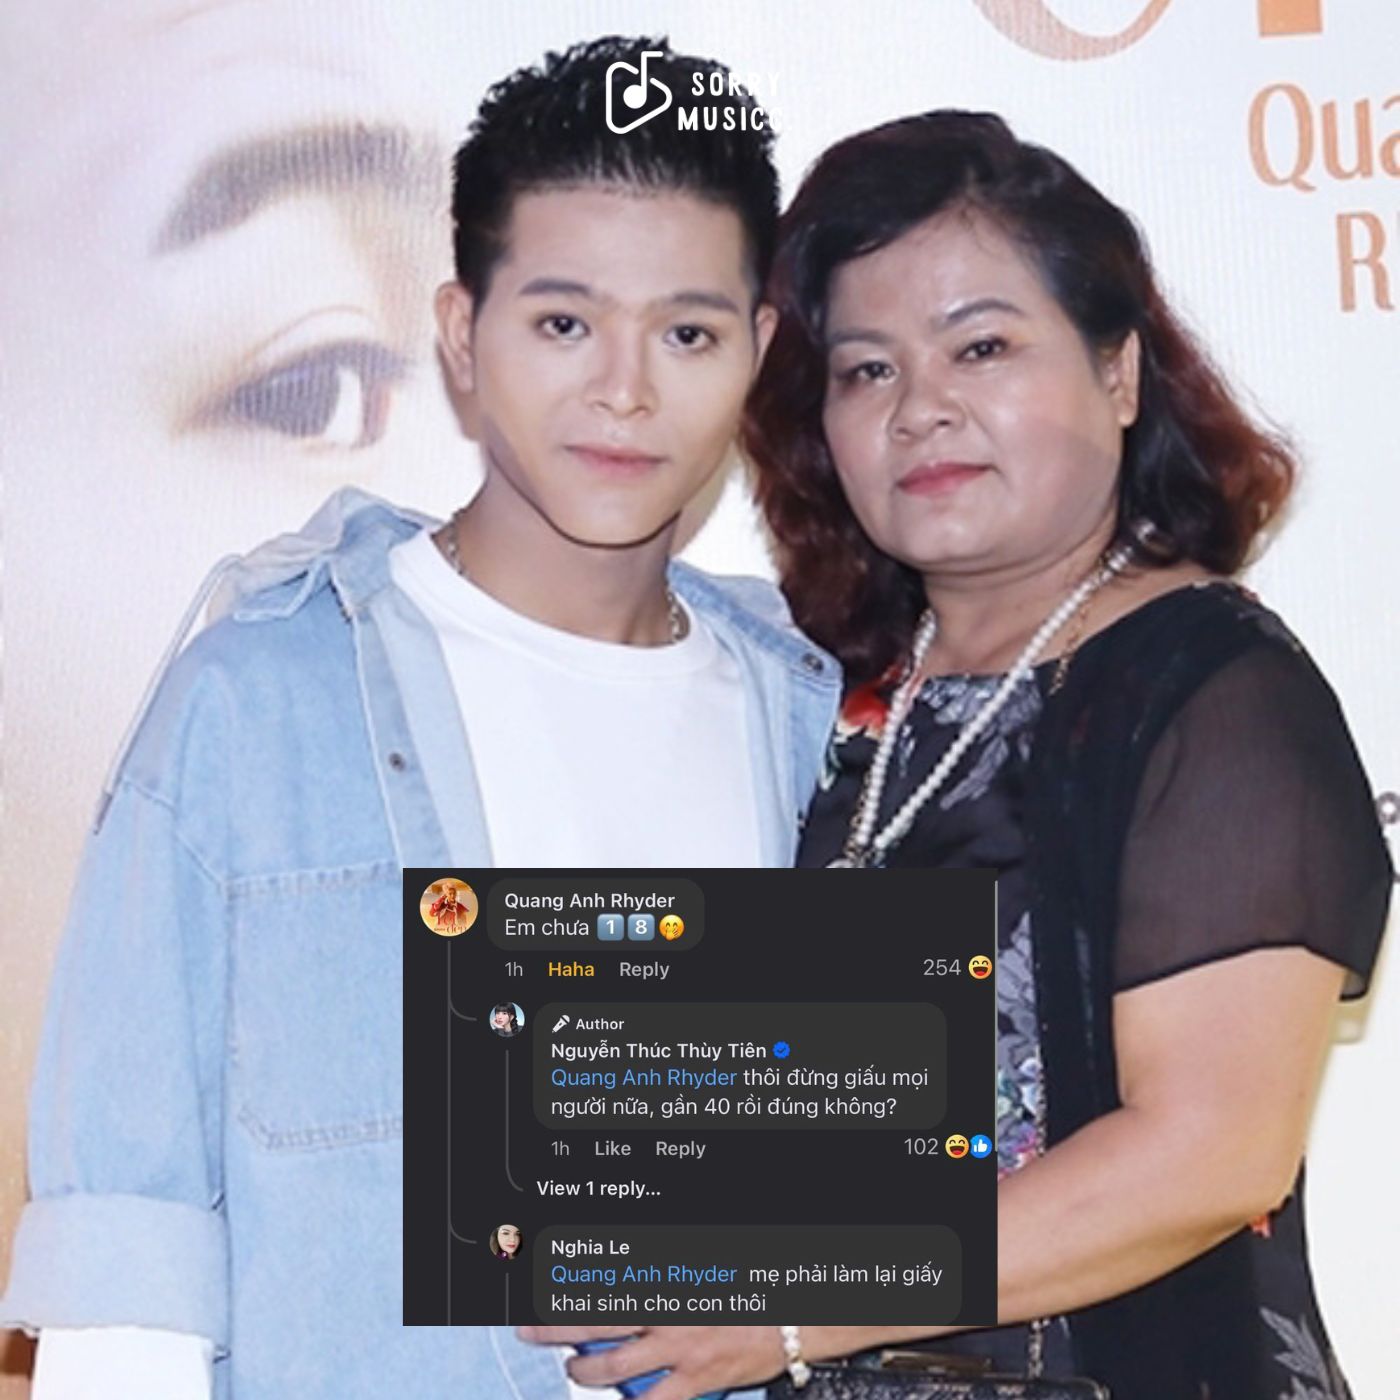 SORRY
MUSICC
Qua
R
Quang Anh Rhyder
Em chưa 1️⃣8️⃣🤭
1h Haha Reply 254 😆
Author
Nguyễn Thúc Thùy Tiên
Quang Anh Rhyder thôi đừng giấu mọi
người nữa, gần 40 rồi đúng không?
1h Like Reply 102 😆👍
View 1 reply...
Nghia Le
Quang Anh Rhyder mẹ phải làm lại giấy
khai sinh cho con thôi